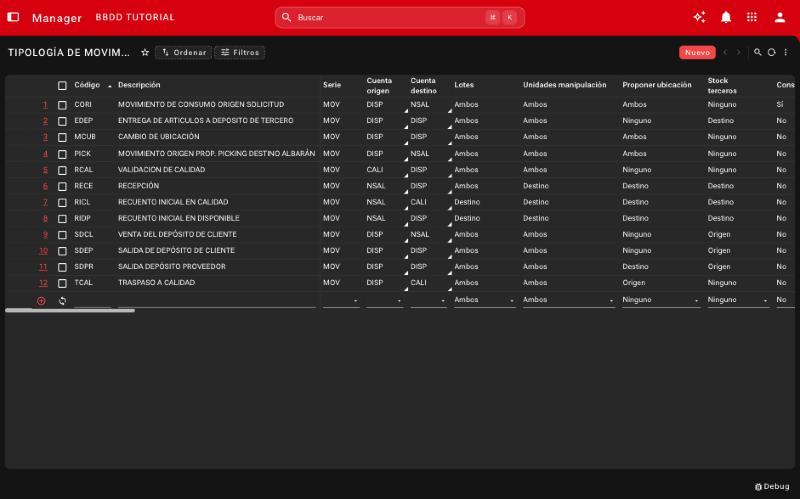 Manager BBDD TUTORIAL Buscar ⌘ K
TIPOLOGÍA DE MOVIM... Ordenar Filtros Nuevo
Código Descripción Serie Cuenta origen Cuenta destino Lotes Unidades manipulación Proponer ubicación Stock terceros Cons
1 CORI MOVIMIENTO DE CONSUMO ORIGEN SOLICITUD MOV DISP NSAL Ambos Ambos Ambos Ninguno Sí
2 EDEP ENTREGA DE ARTICULOS A DEPOSITO DE TERCERO MOV DISP DISP Ambos Ambos Ninguno Destino No
3 MCUB CAMBIO DE UBICACIÓN MOV DISP DISP Ambos Ambos Ambos Ninguno No
4 PICK MOVIMIENTO ORIGEN PROP. PICKING DESTINO ALBARÁN MOV DISP NSAL Ambos Ambos Ambos Ninguno No
5 RCAL VALIDACION DE CALIDAD MOV CALI DISP Ambos Ambos Ninguno Ninguno No
6 RECE RECEPCIÓN MOV NSAL DISP Ambos Destino Destino Destino No
7 RICL RECUENTO INICIAL EN CALIDAD MOV NSAL CALI Destino Destino Destino Destino No
8 RIDP RECUENTO INICIAL EN DISPONIBLE MOV NSAL DISP Destino Destino Destino Destino No
9 SDCL VENTA DEL DEPÓSITO DE CLIENTE MOV DISP NSAL Ambos Ambos Ninguno Origen No
10 SDEP SALIDA DE DEPÓSITO DE CLIENTE MOV DISP DISP Ambos Ambos Ninguno Origen No
11 SDPR SALIDA DEPÓSITO PROVEEDOR MOV DISP DISP Ambos Ambos Destino Origen No
12 TCAL TRASPASO A CALIDAD MOV DISP CALI Ambos Ambos Origen Ninguno No
Ambos Ambos Ninguno Ninguno No
Debug